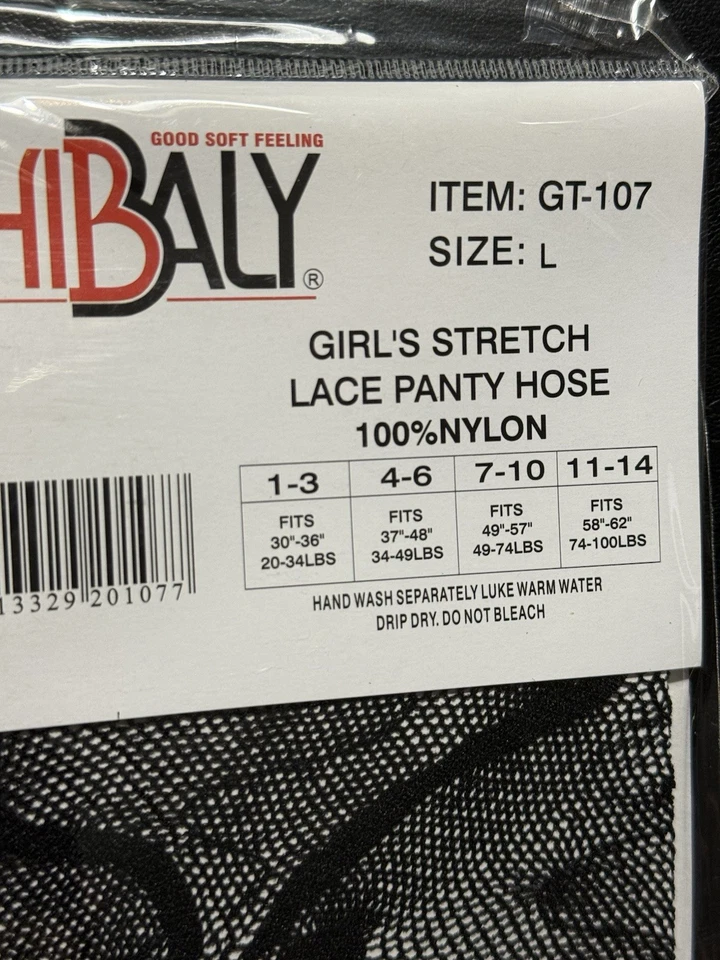 GOOD SOFT FEELING
HIBALY®
ITEM: GT-107
SIZE: L
GIRL'S STRETCH
LACE PANTY HOSE
100%NYLON
1-3 4-6 7-10 11-14
FITS FITS FITS FITS
30"-36" 37"-48" 49"-57" 58"-62"
20-34LBS 34-49LBS 49-74LBS 74-100LBS
13329 201077
HAND WASH SEPARATELY LUKE WARM WATER
DRIP DRY. DO NOT BLEACH